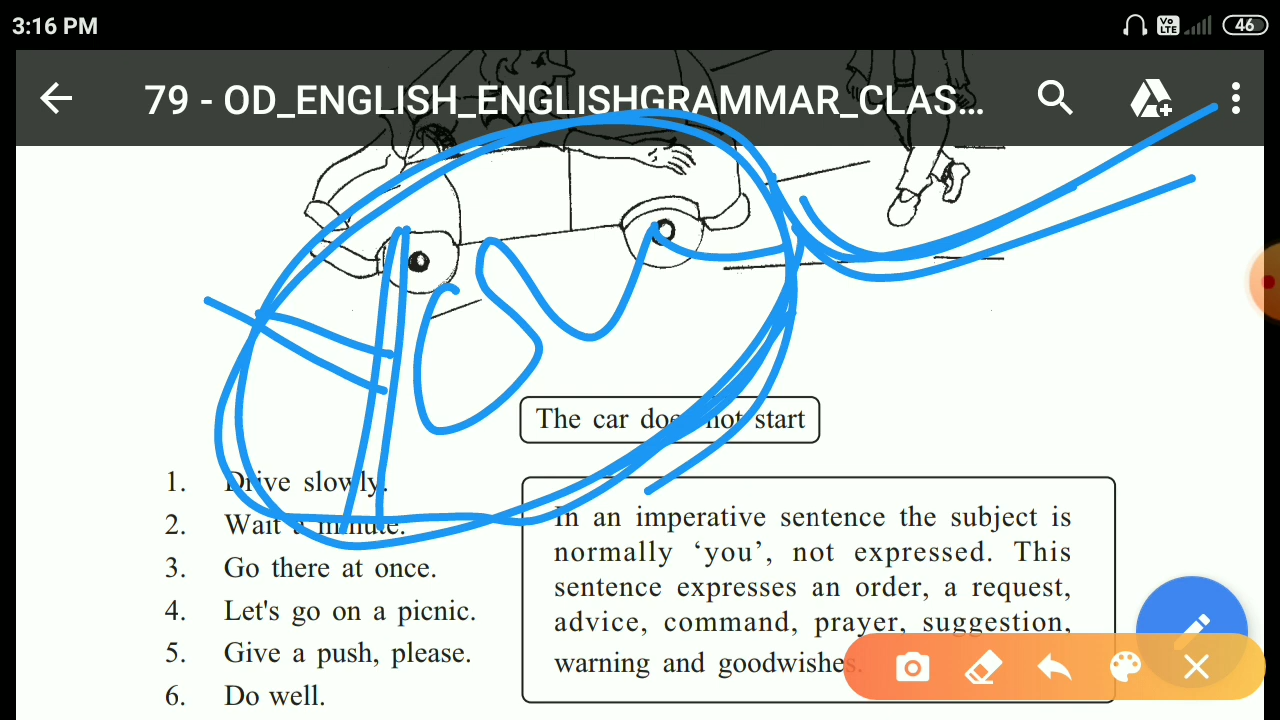 3:16 PM
Vo LTE
46
79 - OD_ENGLISH_ENGLISHGRAMMAR_CLAS...
The car does not start
1. Drive slowly.
2. Wait a minute.
3. Go there at once.
4. Let's go on a picnic.
5. Give a push, please.
6. Do well.
In an imperative sentence the subject is
normally ‘you’, not expressed. This
sentence expresses an order, a request,
advice, command, prayer, suggestion,
warning and goodwishes.